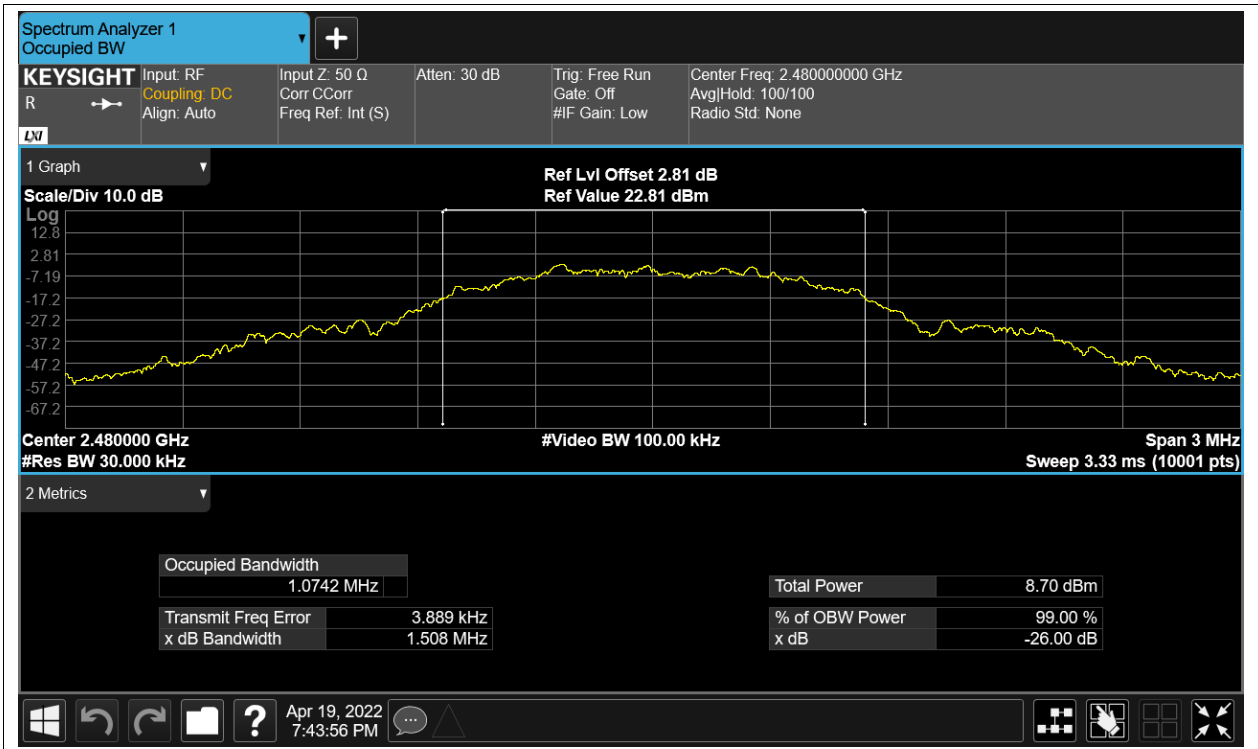 Spectrum Analyzer 1
Occupied BW
KEYSIGHT Input: RF Input Z: 50 Ω Atten: 30 dB Trig: Free Run Center Freq: 2.480000000 GHz
R Coupling: DC Corr CCorr Gate: Off Avg|Hold: 100/100
Align: Auto Freq Ref: Int (S) #IF Gain: Low Radio Std: None
LXI
1 Graph
Ref Lvl Offset 2.81 dB
Scale/Div 10.0 dB Ref Value 22.81 dBm
Log
12.8
2.81
-7.19
-17.2
-27.2
-37.2
-47.2
-57.2
-67.2
Center 2.480000 GHz #Video BW 100.00 kHz Span 3 MHz
#Res BW 30.000 kHz Sweep 3.33 ms (10001 pts)
2 Metrics
Occupied Bandwidth
1.0742 MHz Total Power 8.70 dBm
Transmit Freq Error 3.889 kHz % of OBW Power 99.00 %
x dB Bandwidth 1.508 MHz x dB -26.00 dB
? Apr 19, 2022
7:43:56 PM